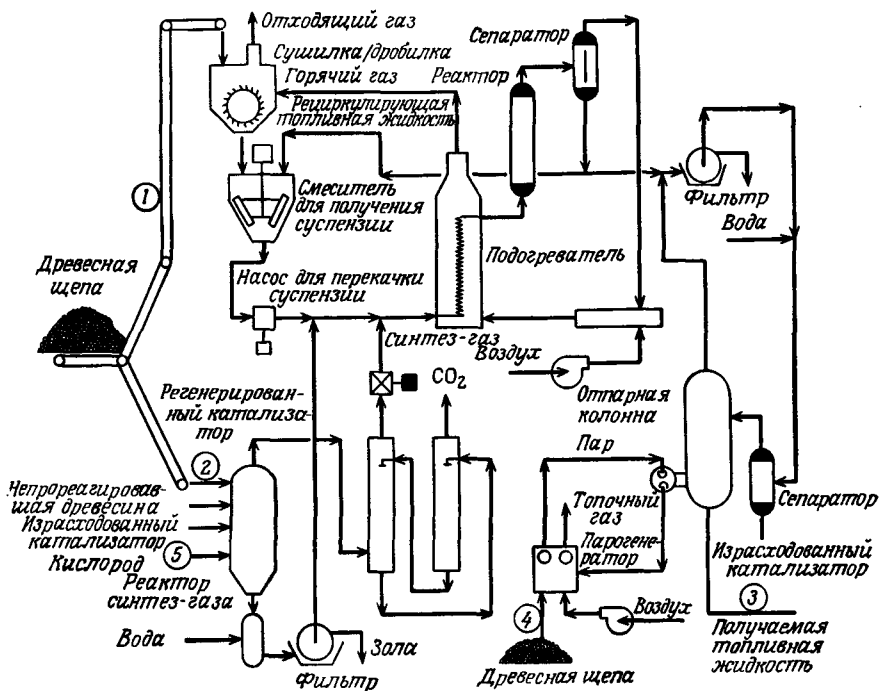 Отходящий газ
Сушилка/дробилка
Горячий газ
Рециркулирующая
топливная жидкость
Реактор
Сепаратор
Фильтр
Вода
1
Смеситель
для получения
суспензии
Подогреватель
Древесная
щепа
Насос для перекачки
суспензии
Синтез-газ
Воздух
Отпарная
колонна
CO2
Регенерирован-
ный катализа-
тор
2
Непрореагировав-
шая древесина
Израсходованный
катализатор
5
Кислород
Реактор
синтез-газа
Вода
Фильтр
Зола
Пар
Топочный
газ
Парогене-
ратор
4
Воздух
Древесная щепа
Сепаратор
Израсходованный
катализатор
3
Получаемая
топливная
жидкость